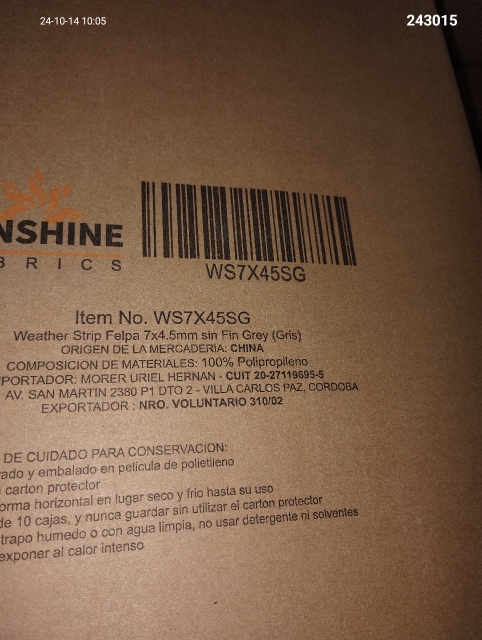 24-10-14 10:05
243015
NSHINE
BRICS
WS7X45SG
Item No. WS7X45SG
Weather Strip Felpa 7x4.5mm sin Fin Grey (Gris)
ORIGEN DE LA MERCADERIA: CHINA
COMPOSICION DE MATERIALES: 100% Polipropileno
PORTADOR: MORER URIEL HERNAN - CUIT 20-27119695-5
AV. SAN MARTIN 2380 P1 DTO 2 - VILLA CARLOS PAZ, CORDOBA
EXPORTADOR : NRO. VOLUNTARIO 310/02
DE CUIDADO PARA CONSERVACION:
ado y embalado en pelicula de polietileno
carton protector
orma horizontal en lugar seco y frio hasta su uso
de 10 cajas, y nunca guardar sin utilizar el carton protector
trapo humedo o con agua limpia, no usar detergente ni solventes
exponer al calor intenso